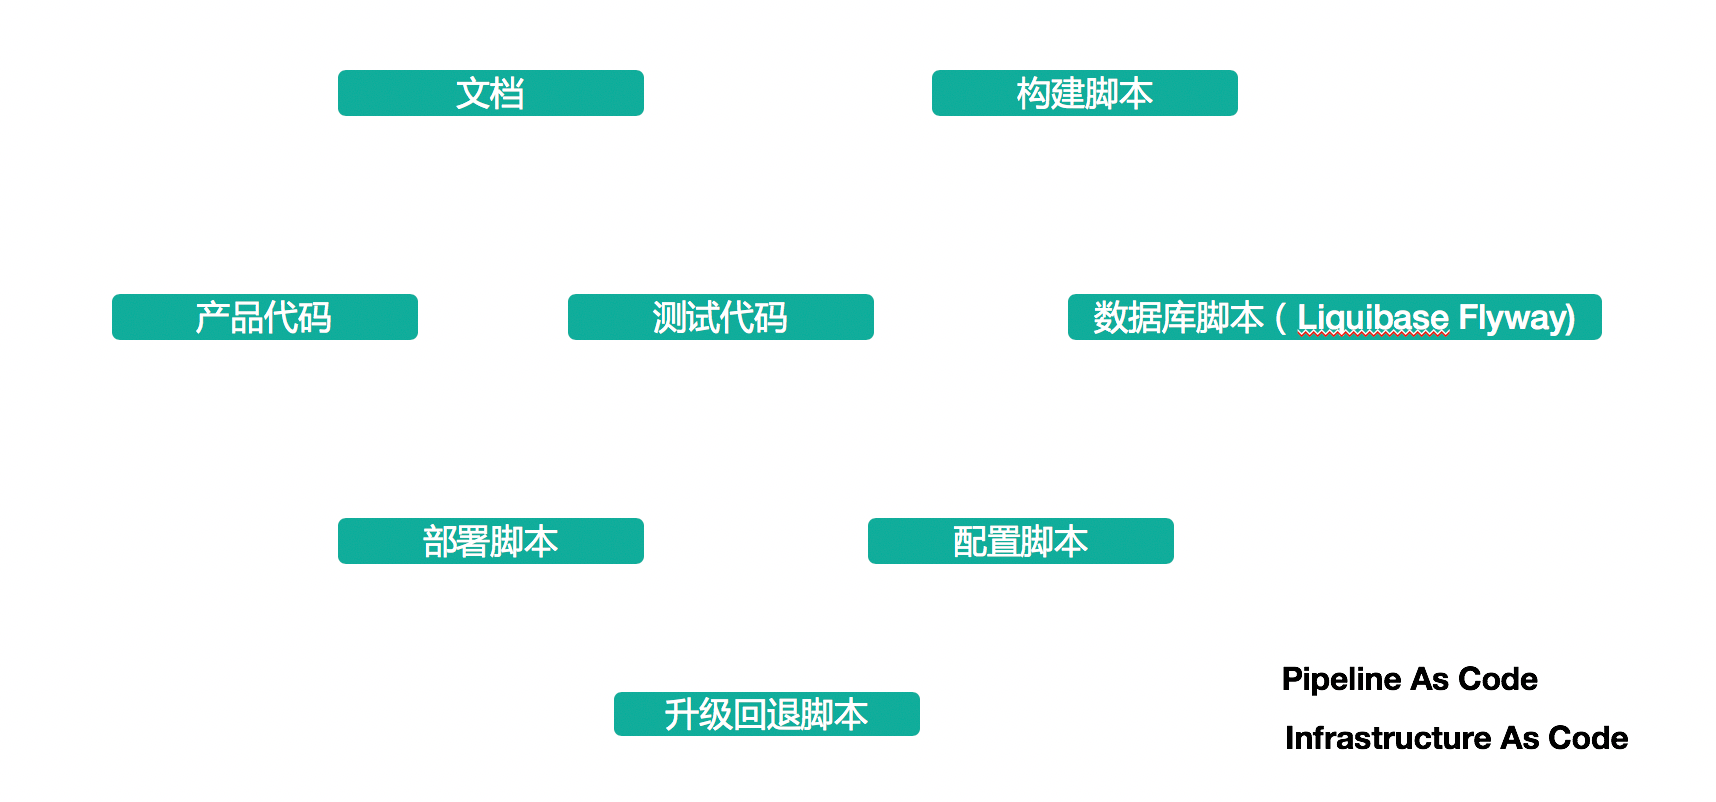 文档
构建脚本
产品代码
测试代码
数据库脚本（Liquibase Flyway)
部署脚本
配置脚本
升级回退脚本
Pipeline As Code
Infrastructure As Code